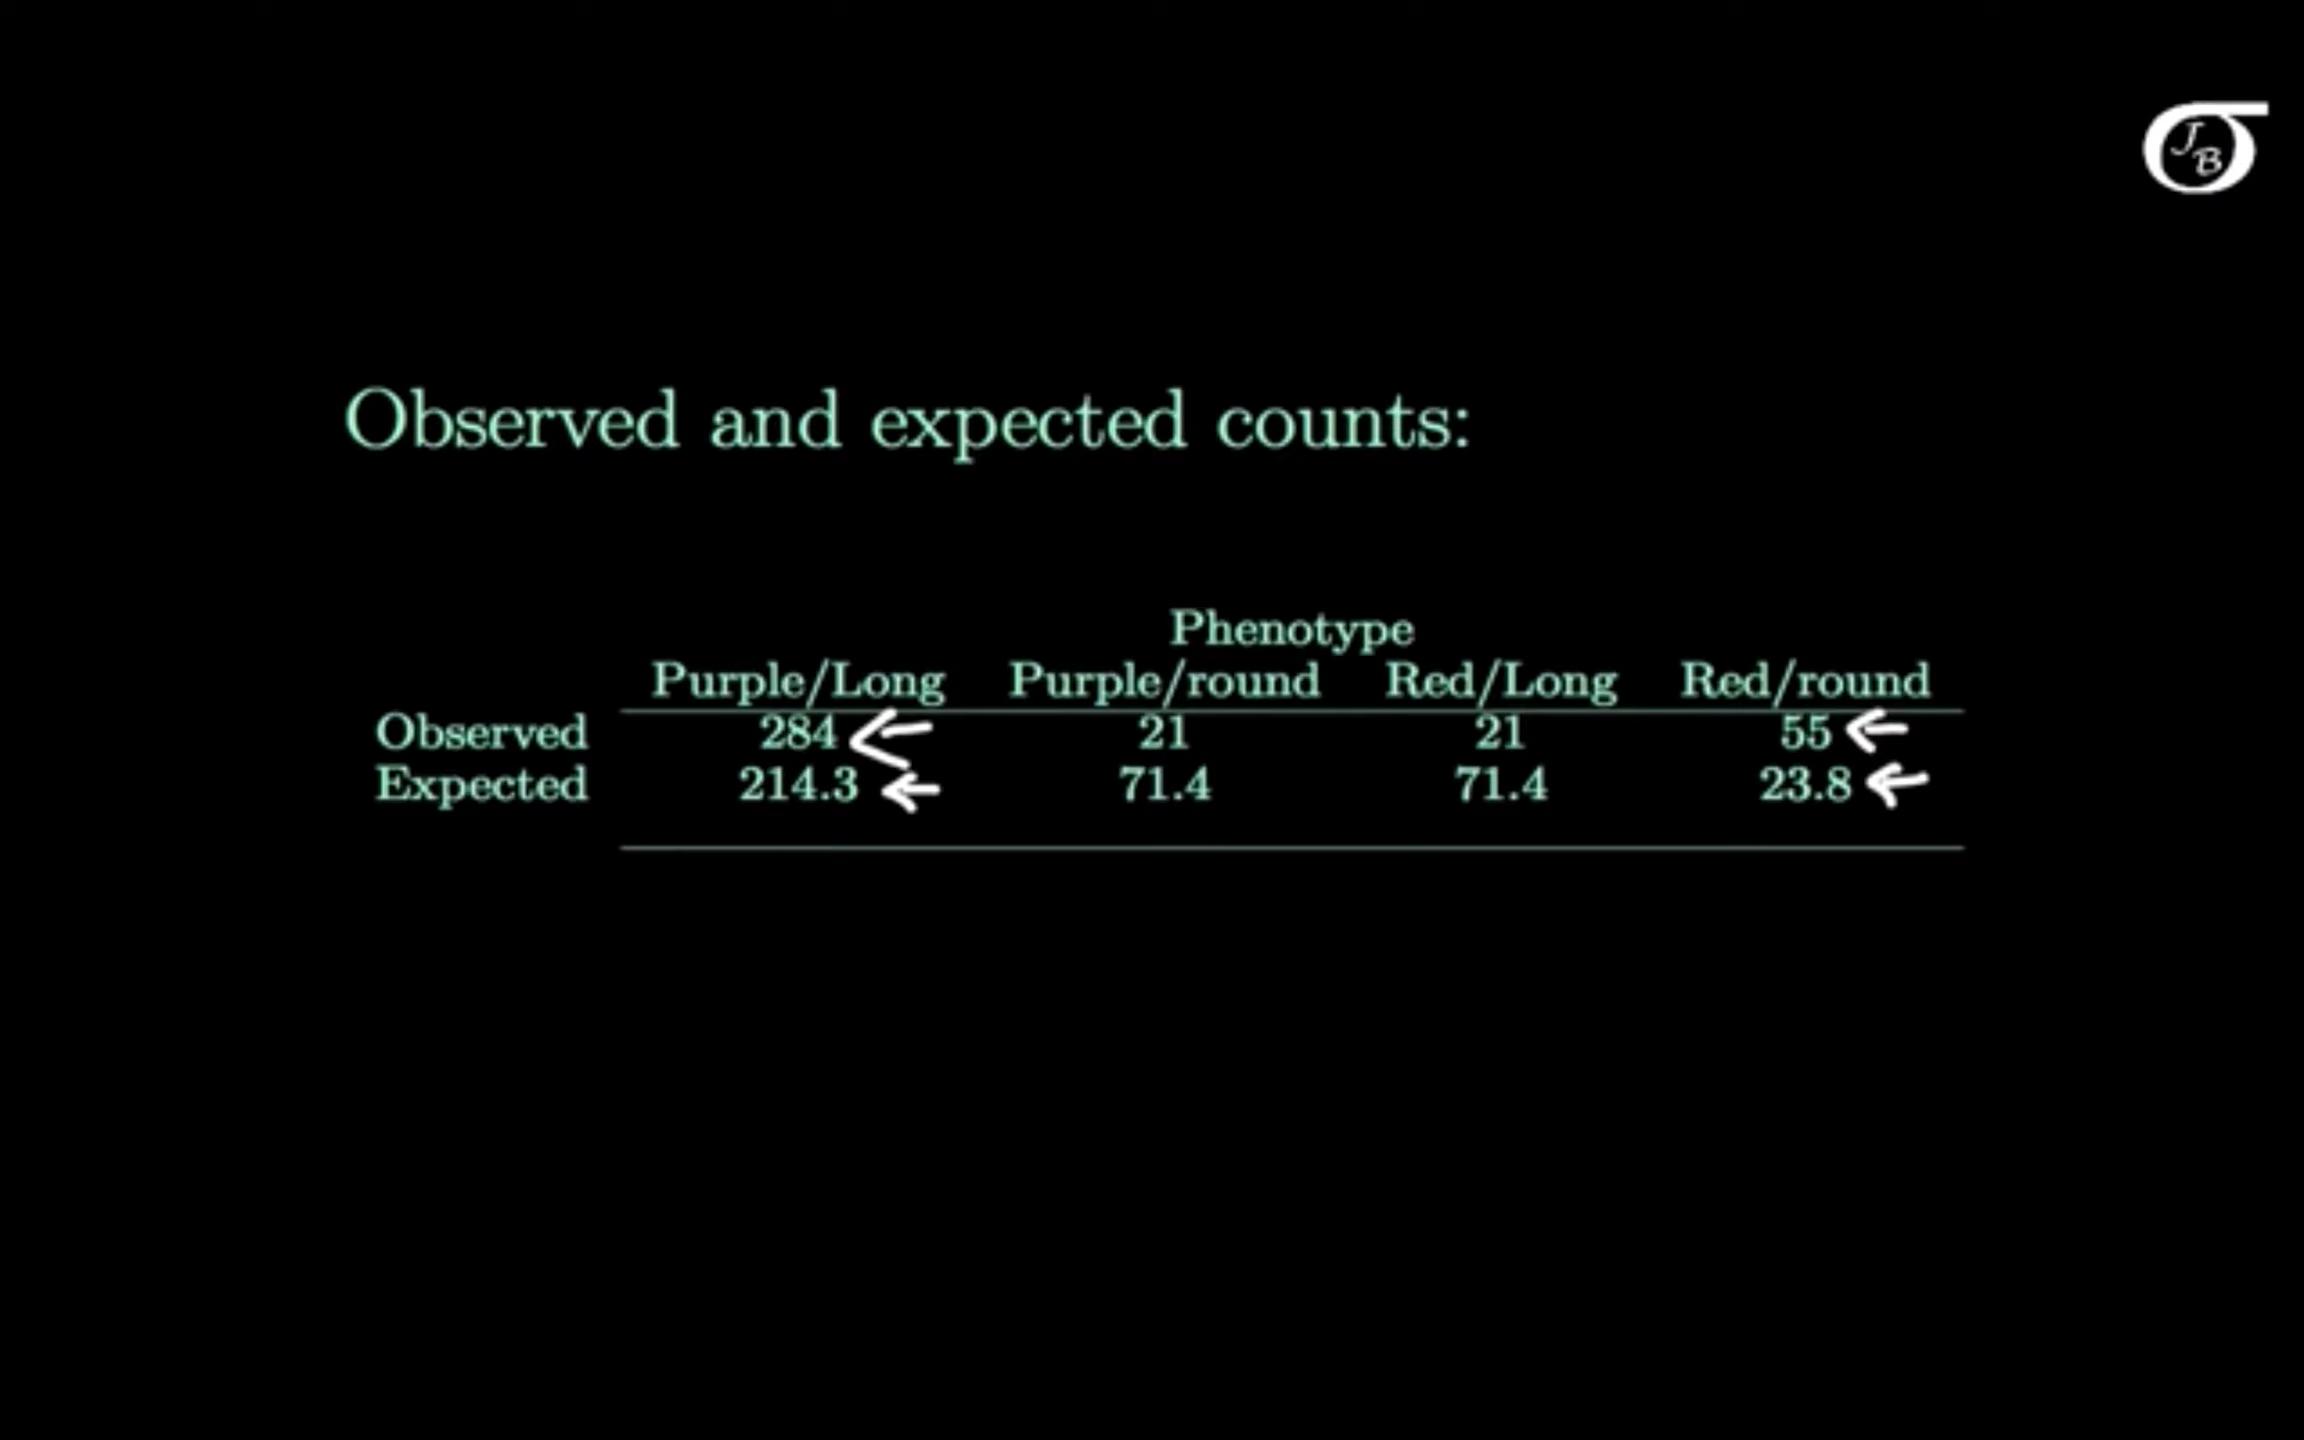 J
B
Observed and expected counts:
Phenotype
Purple/Long Purple/round Red/Long Red/round
Observed 284 21 21 55
Expected 214.3 71.4 71.4 23.8